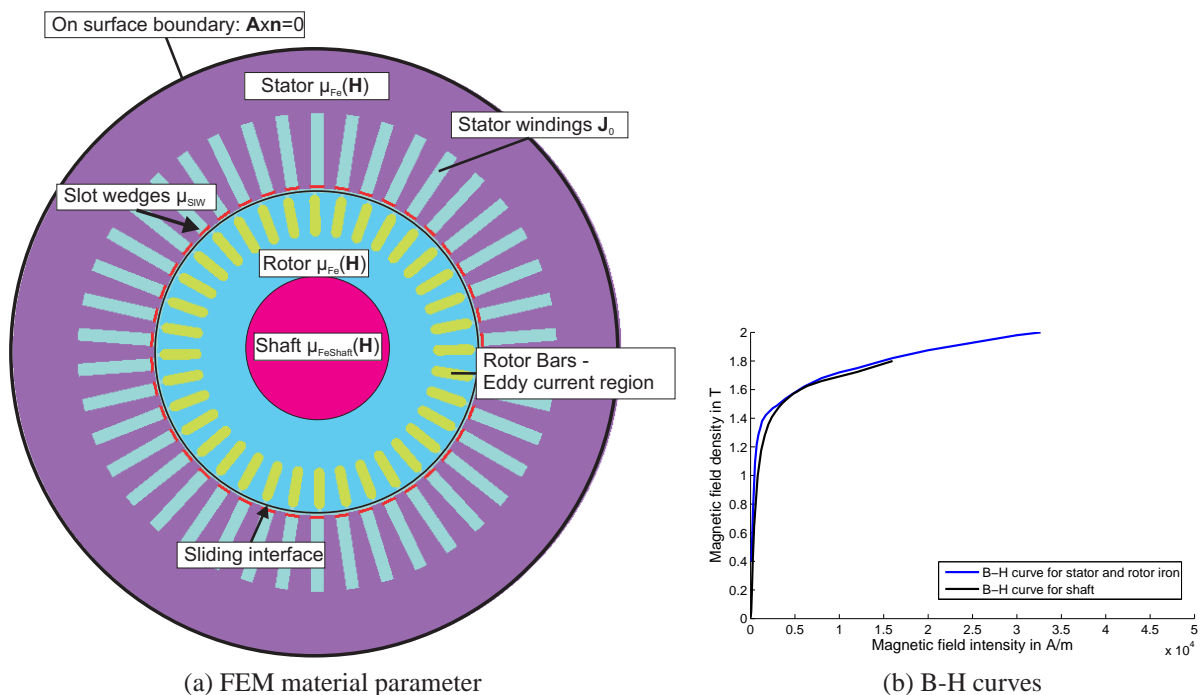 On surface boundary: Axn=0
Stator μFe(H)
Stator windings J0
Slot wedges μSlW
Rotor μFe(H)
Shaft μFeShaft(H)
Rotor Bars -
Eddy current region
Sliding interface
(a) FEM material parameter
2
1.8
1.6
1.4
1.2
1
0.8
0.6
0.4
0.2
0
Magnetic field density in T
B−H curve for stator and rotor iron
B−H curve for shaft
0 0.5 1 1.5 2 2.5 3 3.5 4 4.5 5
x 10^4
Magnetic field intensity in A/m
(b) B-H curves